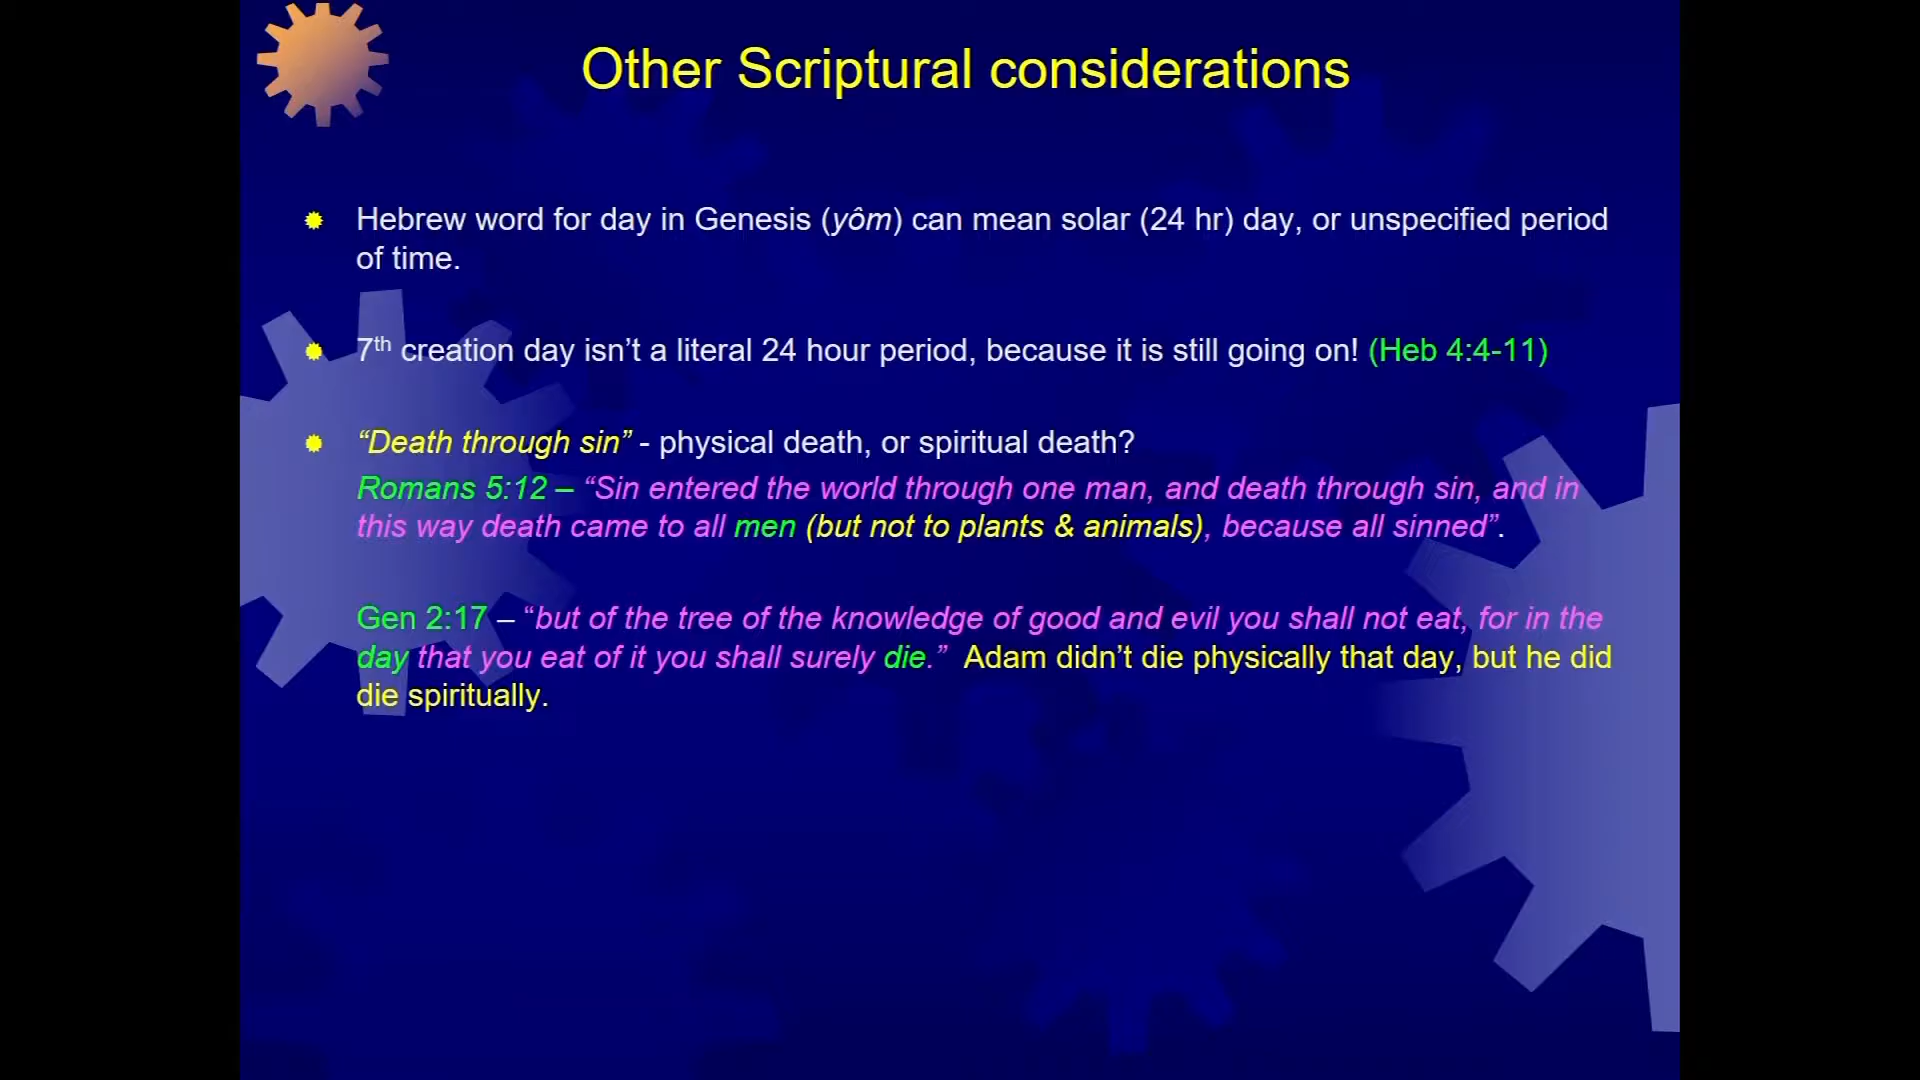 Other Scriptural considerations
Hebrew word for day in Genesis (yôm) can mean solar (24 hr) day, or unspecified period
of time.
7th creation day isn’t a literal 24 hour period, because it is still going on! (Heb 4:4-11)
“Death through sin” - physical death, or spiritual death?
Romans 5:12 – “Sin entered the world through one man, and death through sin, and in
this way death came to all men (but not to plants & animals), because all sinned”.
Gen 2:17 – “but of the tree of the knowledge of good and evil you shall not eat, for in the
day that you eat of it you shall surely die.”  Adam didn’t die physically that day, but he did
die spiritually.